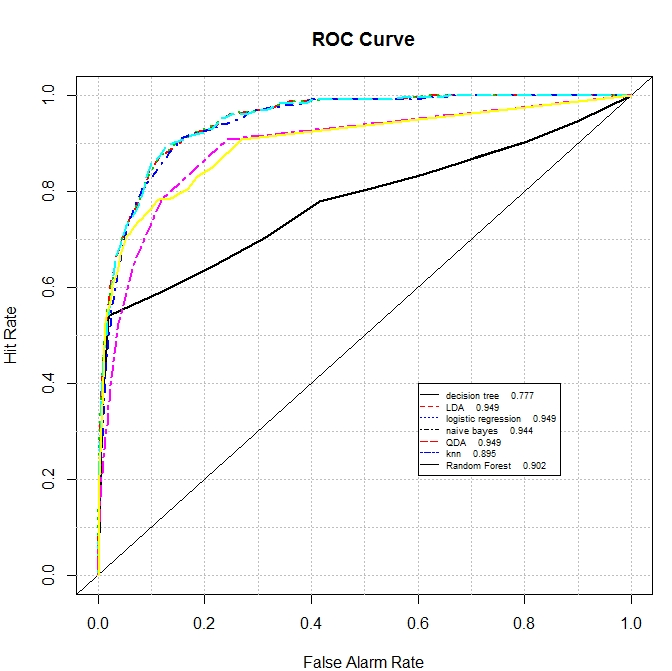 ROC Curve
1.0
0.8
0.6
0.4
0.2
0.0
Hit Rate
decision tree 0.777
LDA 0.949
logistic regression 0.949
naive bayes 0.944
QDA 0.949
knn 0.895
Random Forest 0.902
0.0 0.2 0.4 0.6 0.8 1.0
False Alarm Rate